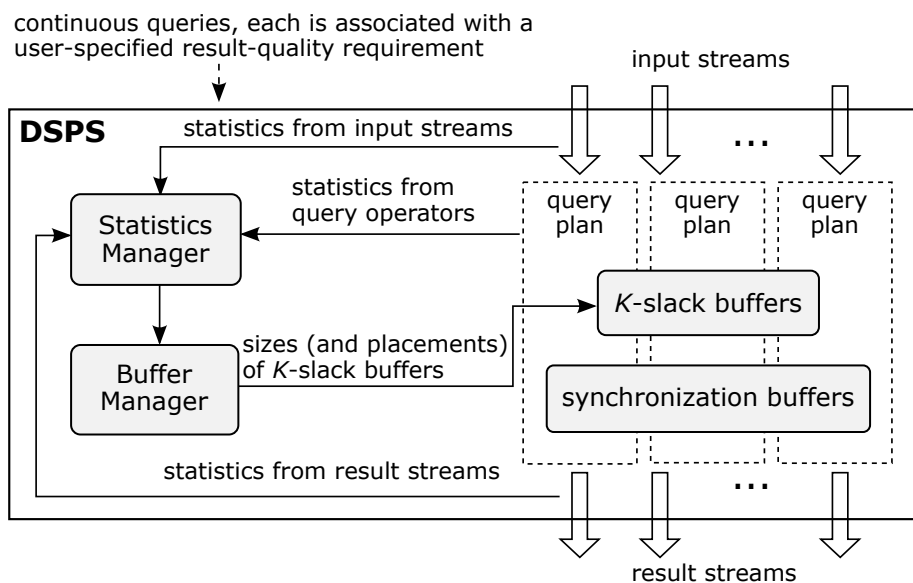 continuous queries, each is associated with a
user-specified result-quality requirement
input streams
DSPS
statistics from input streams
...
statistics from
query operators
query
plan
query
plan
query
plan
Statistics
Manager
K-slack buffers
sizes (and placements)
of K-slack buffers
Buffer
Manager
synchronization buffers
statistics from result streams
...
result streams